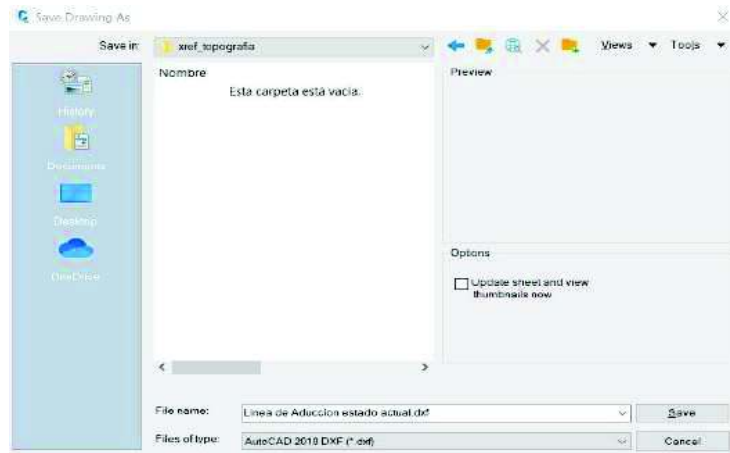 Save Drawing As
Save in:
xref_topografia
Views
Tools
Nombre
Esta carpeta está vacía.
Preview
History
Documents
Desktop
OneDrive
Options
Update sheet and view
thumbnails now
File name:
Linea de Aduccion estado actual.dxf
Save
Files of type:
AutoCAD 2018 DXF (*.dxf)
Cancel